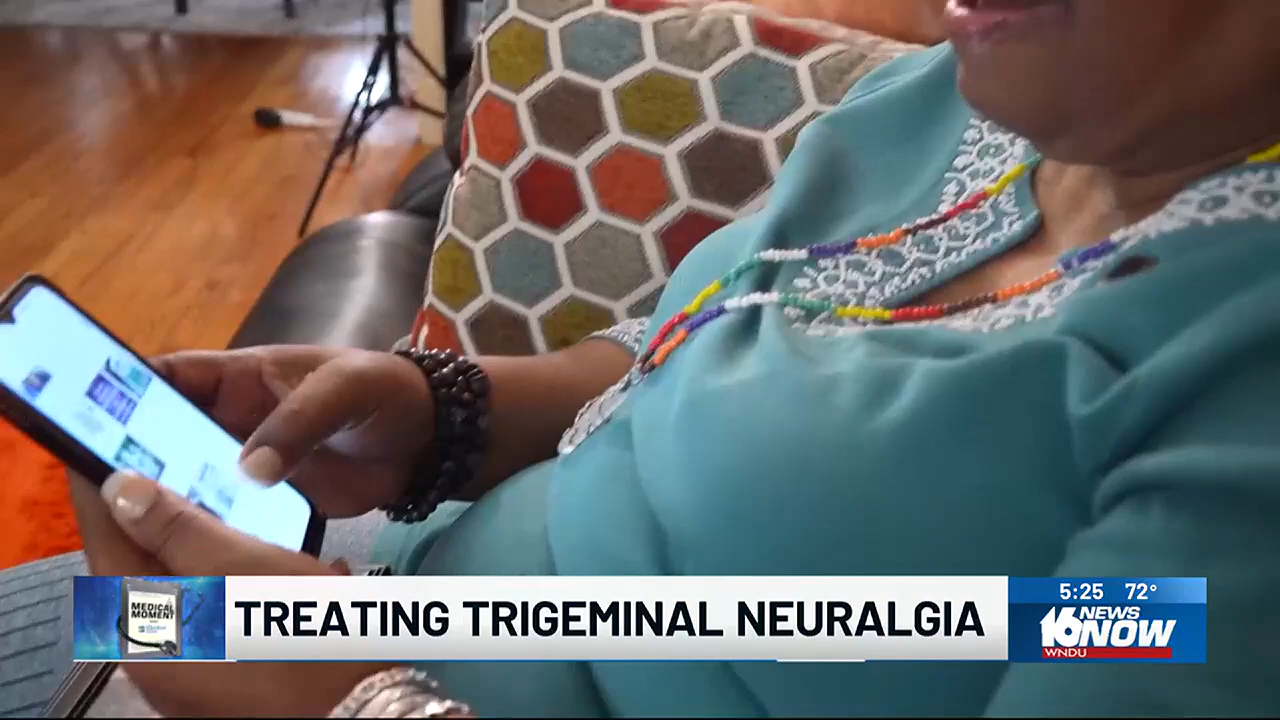 MEDICAL
MOMENT
TREATING TRIGEMINAL NEURALGIA
5:25 72°
16 NEWS
NOW
WNDU